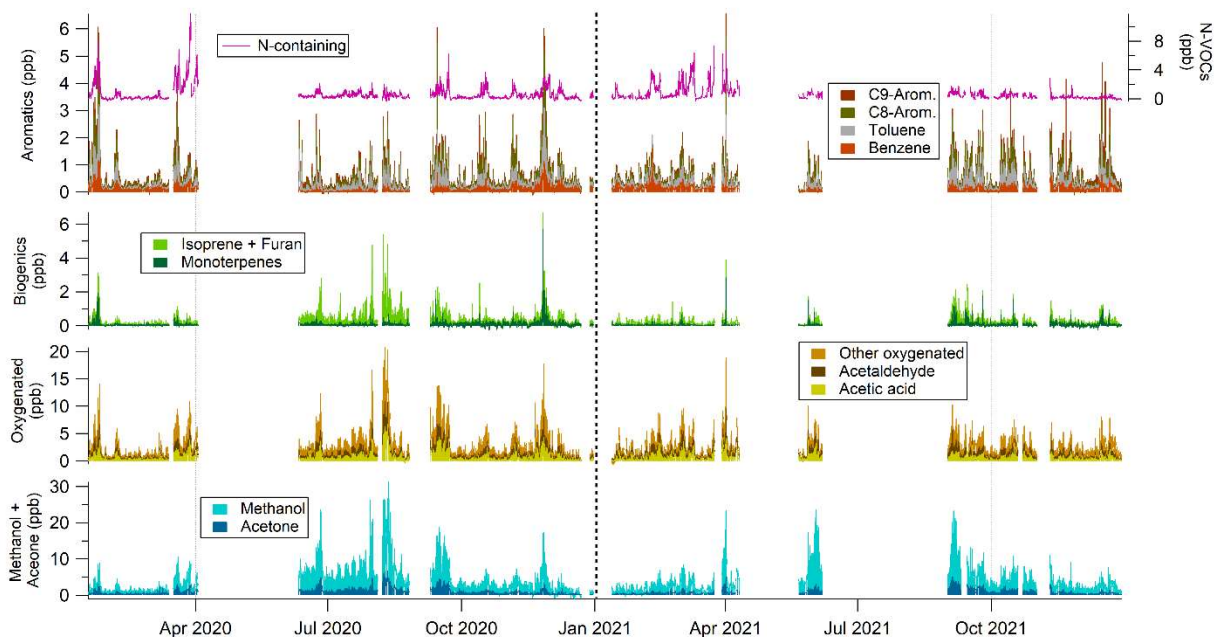 Aromatics (ppb)
6
5
4
3
2
1
0
N-containing
8
4
0
N-VOCs
(ppb)
C9-Arom.
C8-Arom.
Toluene
Benzene
Biogenics
(ppb)
6
4
2
0
Isoprene + Furan
Monoterpenes
Oxygenated
(ppb)
20
15
10
5
0
Other oxygenated
Acetaldehyde
Acetic acid
Methanol +
Aceone (ppb)
30
20
10
0
Methanol
Acetone
Apr 2020
Jul 2020
Oct 2020
Jan 2021
Apr 2021
Jul 2021
Oct 2021